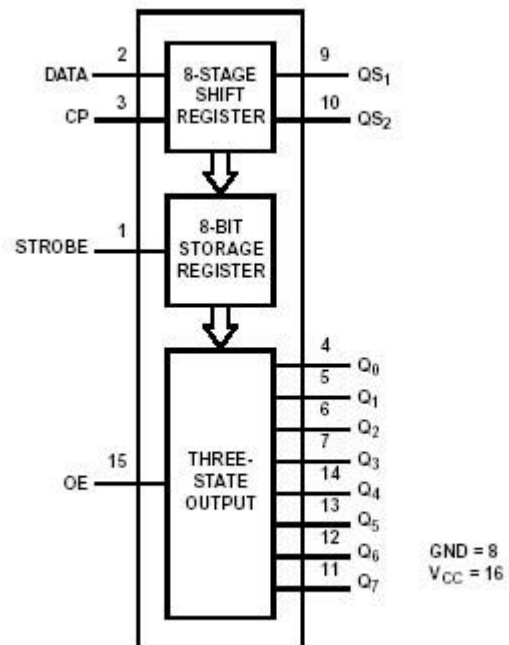 2
DATA
3
CP
8-STAGE
SHIFT
REGISTER
9
QS₁
10
QS₂
1
STROBE
8-BIT
STORAGE
REGISTER
15
OE
THREE-
STATE
OUTPUT
4
Q₀
5
Q₁
6
Q₂
7
Q₃
14
Q₄
13
Q₅
12
Q₆
11
Q₇
GND = 8
V_CC = 16